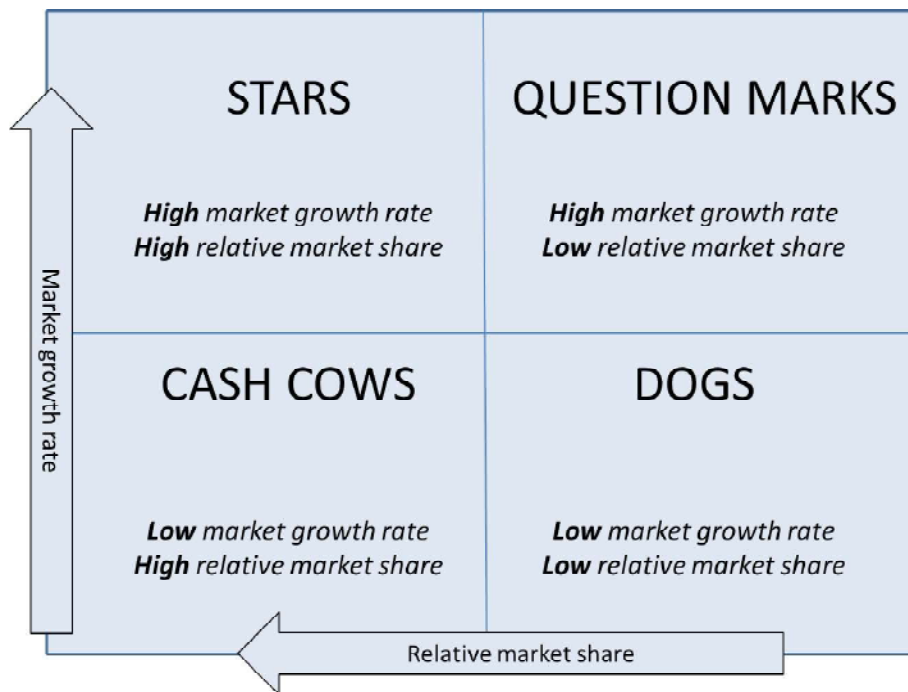 STARS
High market growth rate
High relative market share
QUESTION MARKS
High market growth rate
Low relative market share
Market growth rate
CASH COWS
Low market growth rate
High relative market share
DOGS
Low market growth rate
Low relative market share
Relative market share